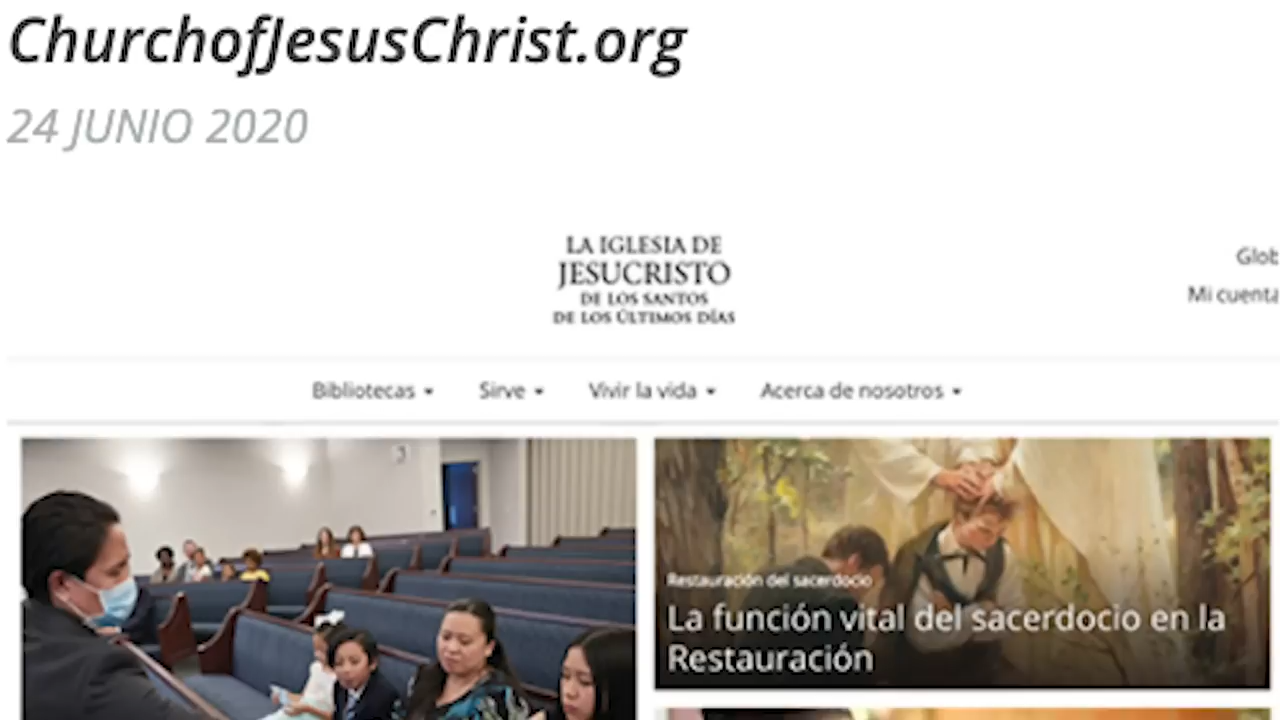 ChurchofJesusChrist.org
24 JUNIO 2020
LA IGLESIA DE
JESUCRISTO
DE LOS SANTOS
DE LOS ÚLTIMOS DÍAS
Glob
Mi cuenta
Bibliotecas
Sirve
Vivir la vida
Acerca de nosotros
Restauración del sacerdocio
La función vital del sacerdocio en la
Restauración